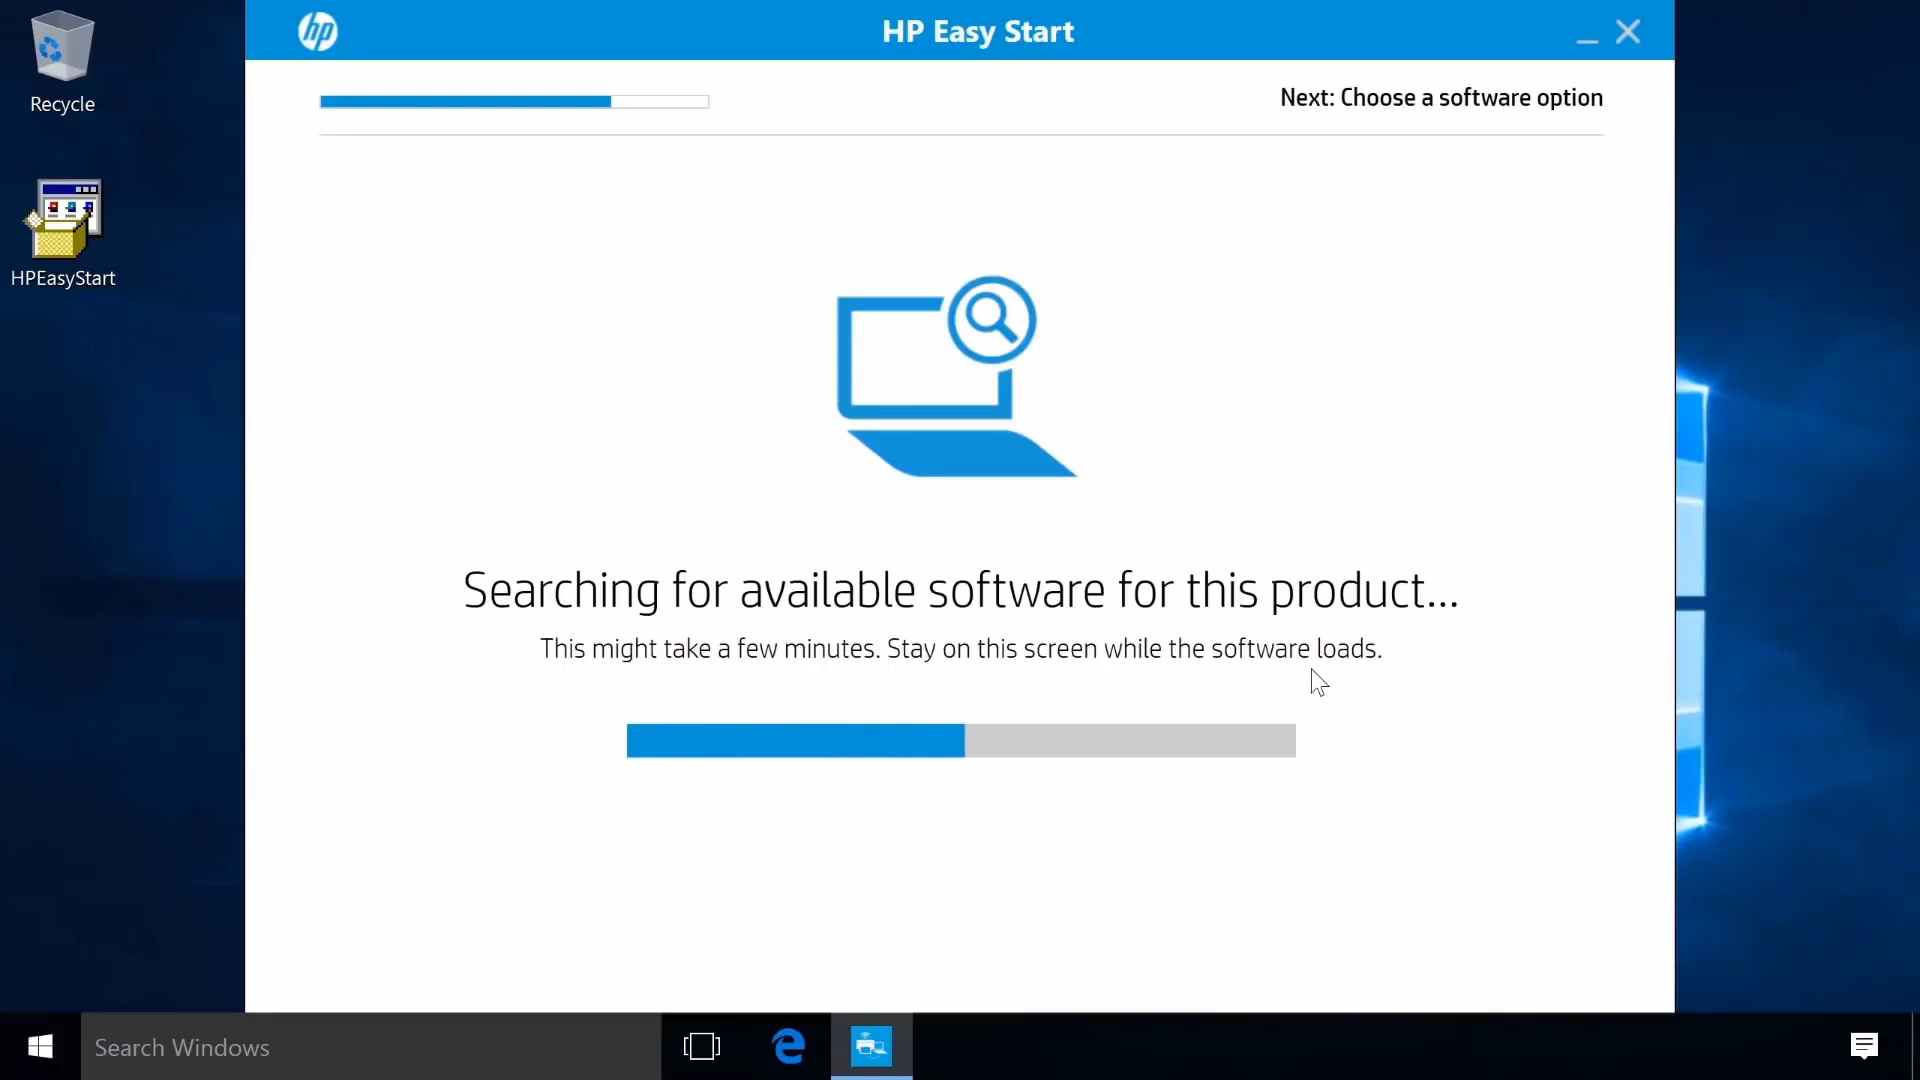 Recycle
HPEasyStart
hp
HP Easy Start
Next: Choose a software option
Searching for available software for this product...
This might take a few minutes. Stay on this screen while the software loads.
Search Windows